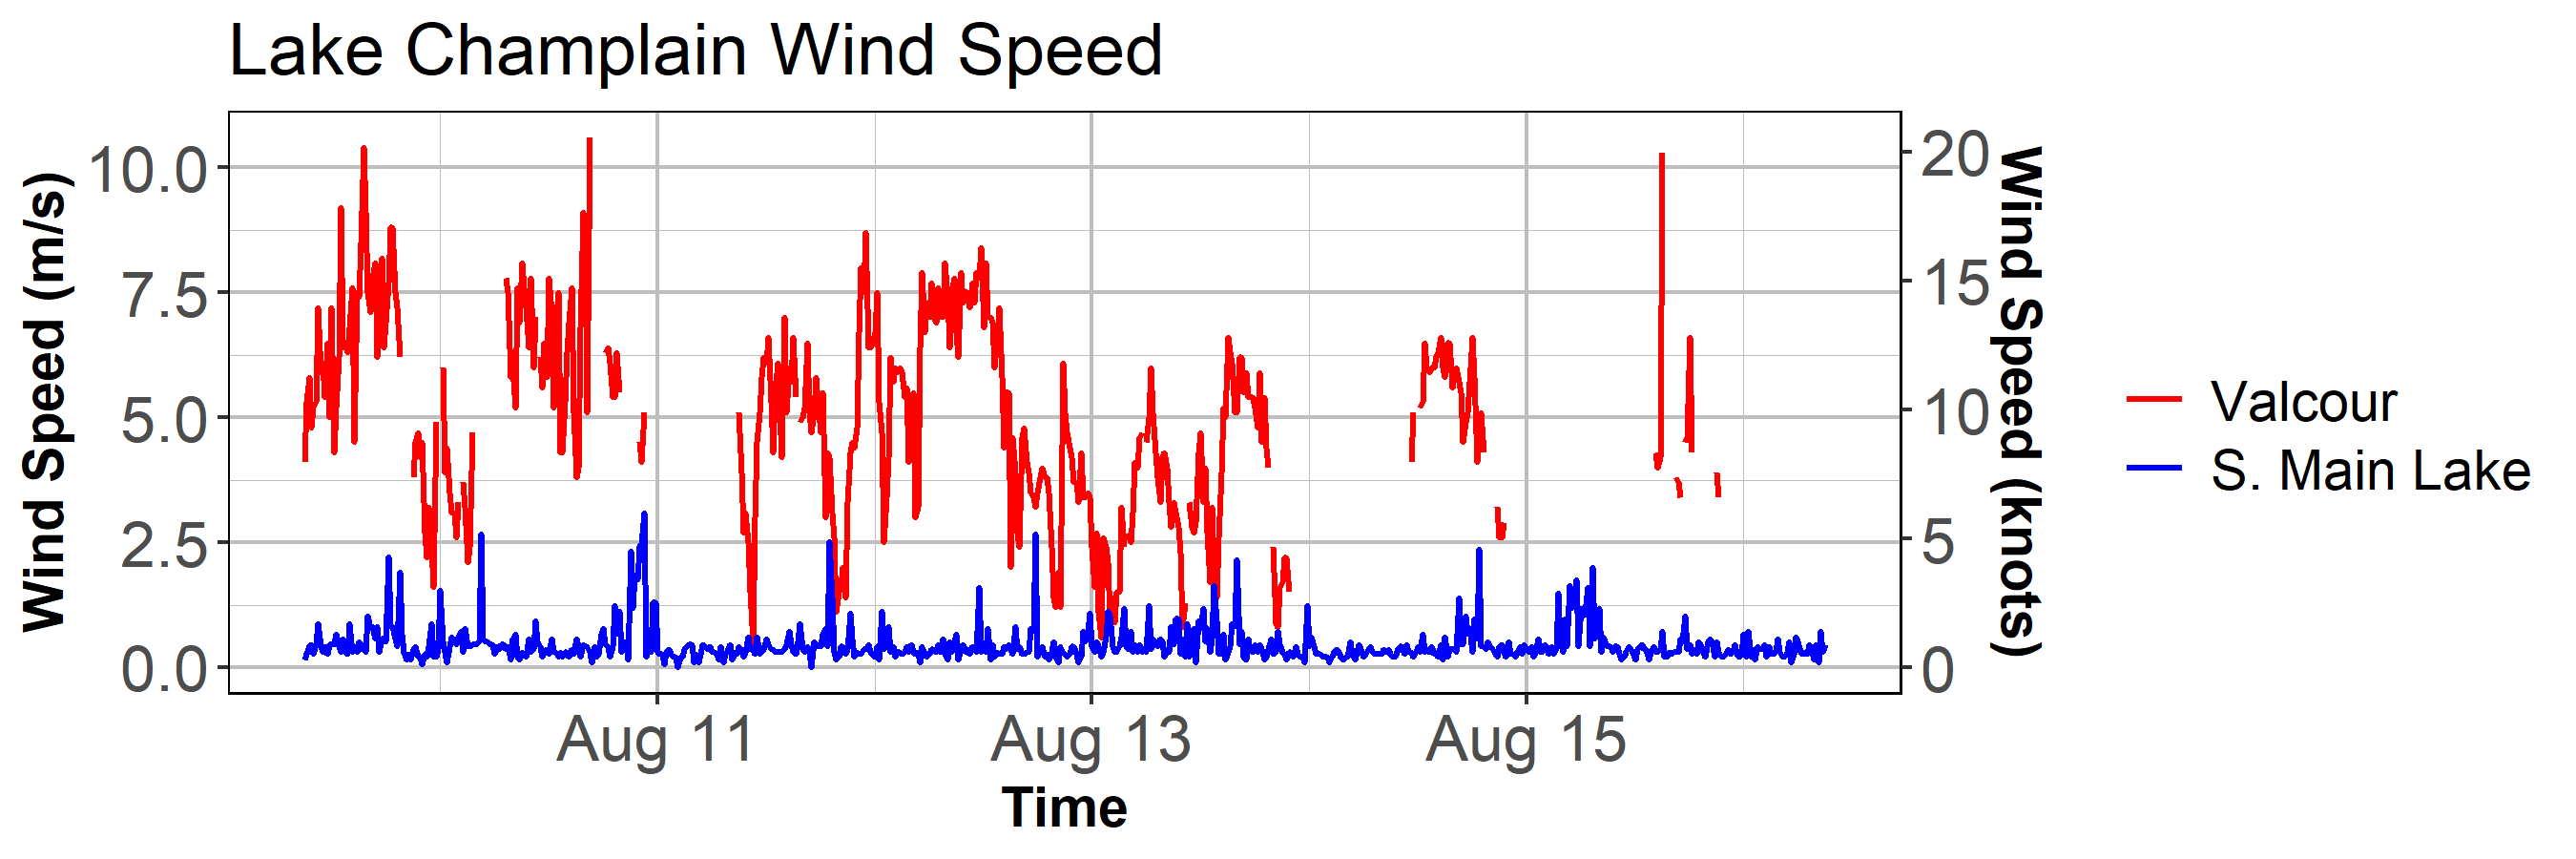 Lake Champlain Wind Speed
Wind Speed (m/s)
10.0
7.5
5.0
2.5
0.0
20
15
10
5
0
Wind Speed (knots)
Aug 11
Aug 13
Aug 15
Time
Valcour
S. Main Lake